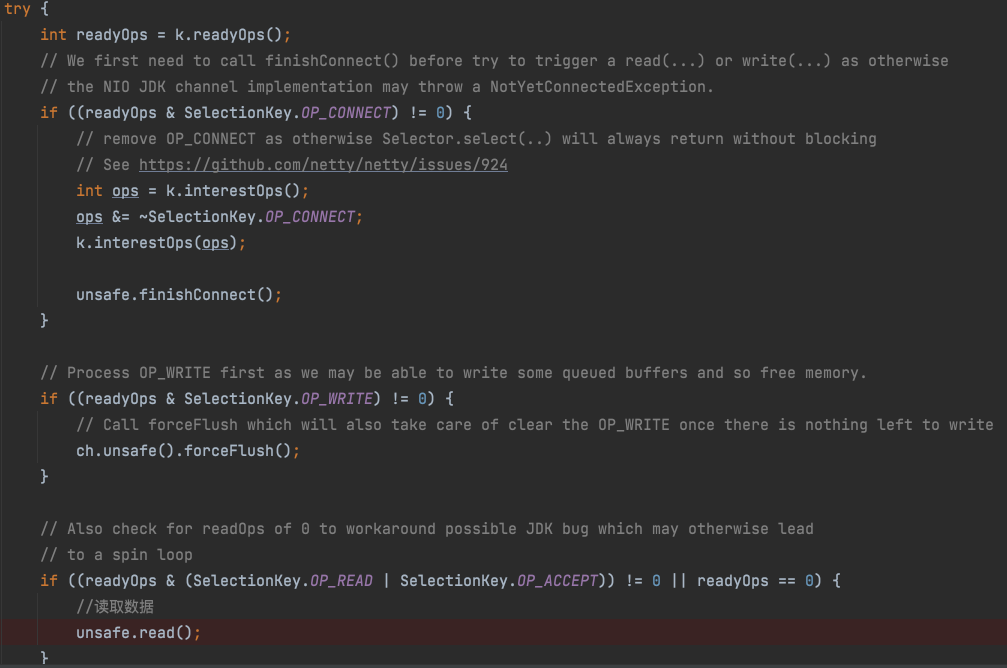 try {
    int readyOps = k.readyOps();
    // We first need to call finishConnect() before try to trigger a read(...) or write(...) as otherwise
    // the NIO JDK channel implementation may throw a NotYetConnectedException.
    if ((readyOps & SelectionKey.OP_CONNECT) != 0) {
        // remove OP_CONNECT as otherwise Selector.select(..) will always return without blocking
        // See https://github.com/netty/netty/issues/924
        int ops = k.interestOps();
        ops &= ~SelectionKey.OP_CONNECT;
        k.interestOps(ops);

        unsafe.finishConnect();
    }

    // Process OP_WRITE first as we may be able to write some queued buffers and so free memory.
    if ((readyOps & SelectionKey.OP_WRITE) != 0) {
        // Call forceFlush which will also take care of clear the OP_WRITE once there is nothing left to write
        ch.unsafe().forceFlush();
    }

    // Also check for readOps of 0 to workaround possible JDK bug which may otherwise lead
    // to a spin loop
    if ((readyOps & (SelectionKey.OP_READ | SelectionKey.OP_ACCEPT)) != 0 || readyOps == 0) {
        //读取数据
        unsafe.read();
    }